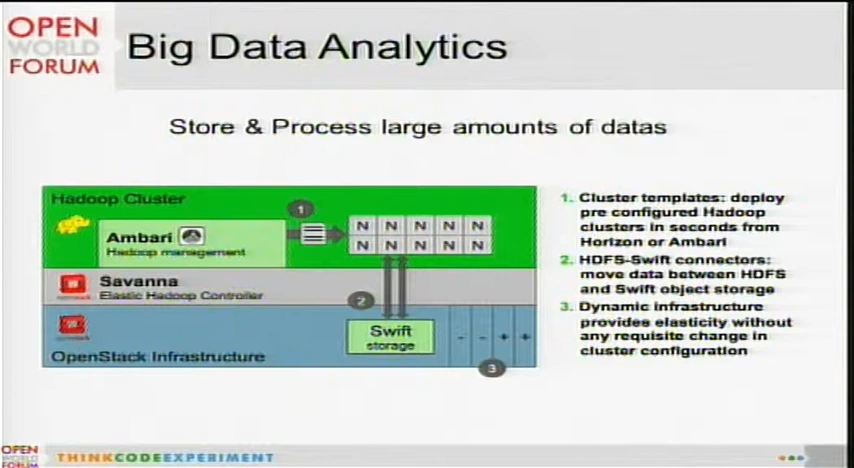 OPEN
WORLD
FORUM
Big Data Analytics
Store & Process large amounts of datas
Hadoop Cluster
1
Ambari
Hadoop management
N N N N N
N N N N N
Savanna
Elastic Hadoop Controller
2
Swift
storage
- - + +
OpenStack Infrastructure
3
1. Cluster templates: deploy
pre configured Hadoop
clusters in seconds from
Horizon or Ambari
2. HDFS-Swift connectors:
move data between HDFS
and Swift object storage
3. Dynamic infrastructure
provides elasticity without
any requisite change in
cluster configuration
OPEN
WORLD
FORUM
THINKCODEEXPERIMENT